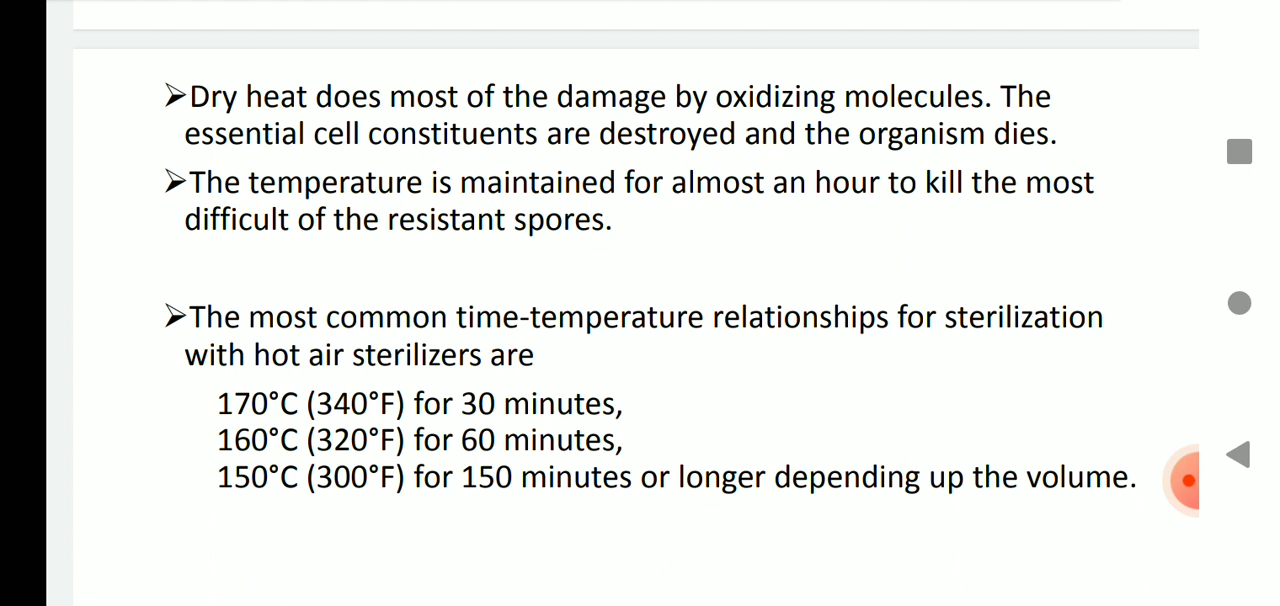 ➢Dry heat does most of the damage by oxidizing molecules. The
essential cell constituents are destroyed and the organism dies.
➢The temperature is maintained for almost an hour to kill the most
difficult of the resistant spores.
➢The most common time-temperature relationships for sterilization
with hot air sterilizers are
170°C (340°F) for 30 minutes,
160°C (320°F) for 60 minutes,
150°C (300°F) for 150 minutes or longer depending up the volume.